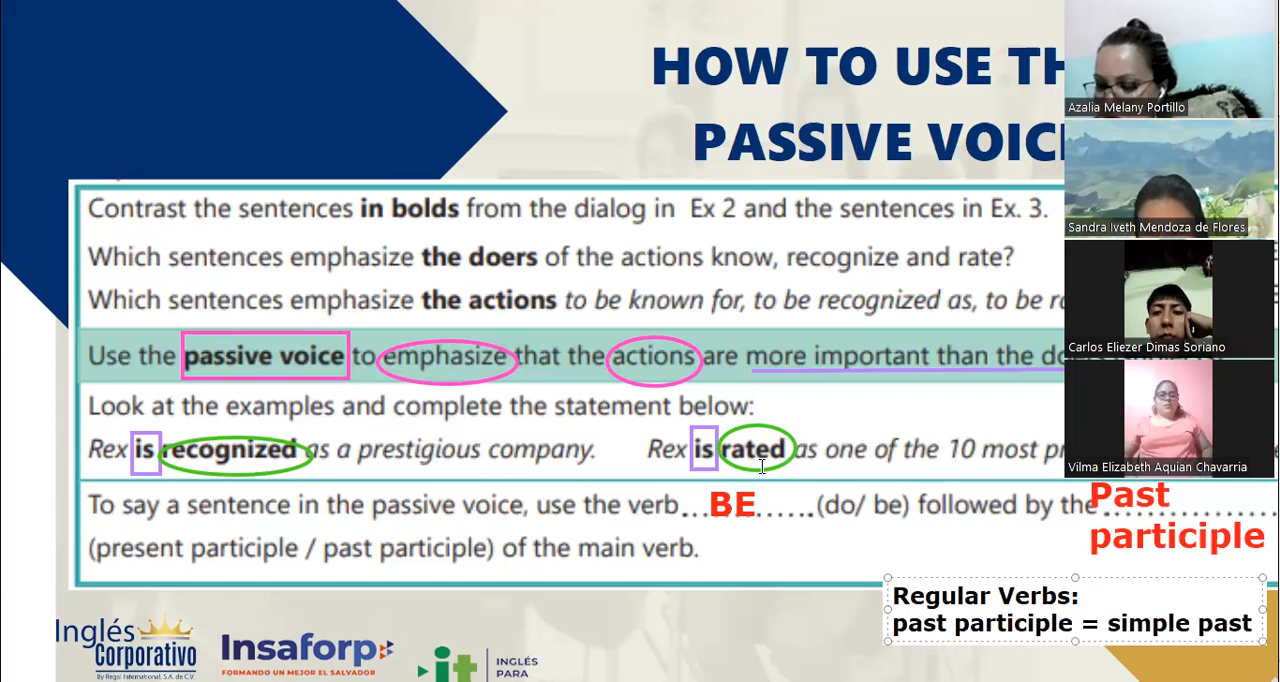 HOW TO USE TH
PASSIVE VOIC
Azalia Melany Portillo
Contrast the sentences in bolds from the dialog in Ex 2 and the sentences in Ex. 3.
Sandra Iveth Mendoza de Flores
Which sentences emphasize the doers of the actions know, recognize and rate?
Which sentences emphasize the actions to be known for, to be recognized as, to be
Carlos Eliezer Dimas Soriano
Use the passive voice to emphasize that the actions are more important than the
Look at the examples and complete the statement below:
Rex is recognized as a prestigious company. Rex is rated as one of the 10 most
Vilma Elizabeth Aquian Chavarria
To say a sentence in the passive voice, use the verb...BE......(do/ be) followed by the ..................
Past
participle
(present participle / past participle) of the main verb.
Regular Verbs:
past participle = simple past
Inglés
Corporativo
By Regal International, S.A. de C.V.
Insaforp
FORMANDO UN MEJOR EL SALVADOR
it
INGLÉS
PARA